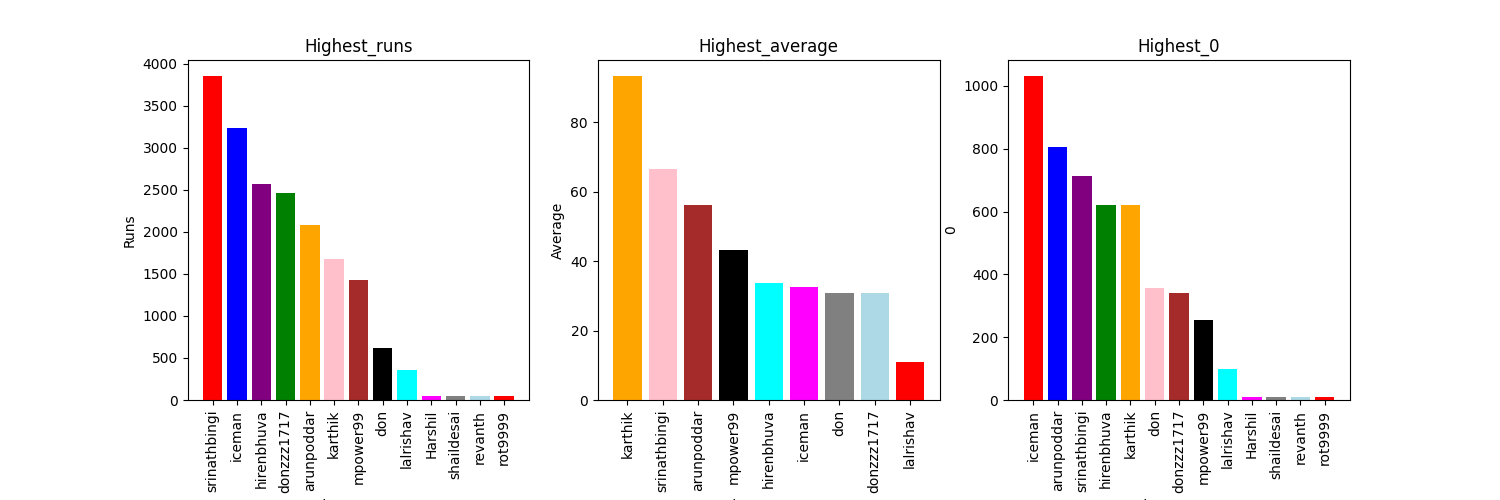 Highest_runs
Runs
4000
3500
3000
2500
2000
1500
1000
500
0
srinathbingi
iceman
hirenbhuva
donzzz1717
arunpoddar
karthik
mpower99
don
lalrishav
Harshil
shaildesai
revanth
rot9999
Highest_average
Average
80
60
40
20
0
karthik
srinathbingi
arunpoddar
mpower99
hirenbhuva
iceman
don
donzzz1717
lalrishav
Highest_0
0
1000
800
600
400
200
0
iceman
arunpoddar
srinathbingi
hirenbhuva
karthik
don
donzzz1717
mpower99
lalrishav
Harshil
shaildesai
revanth
rot9999